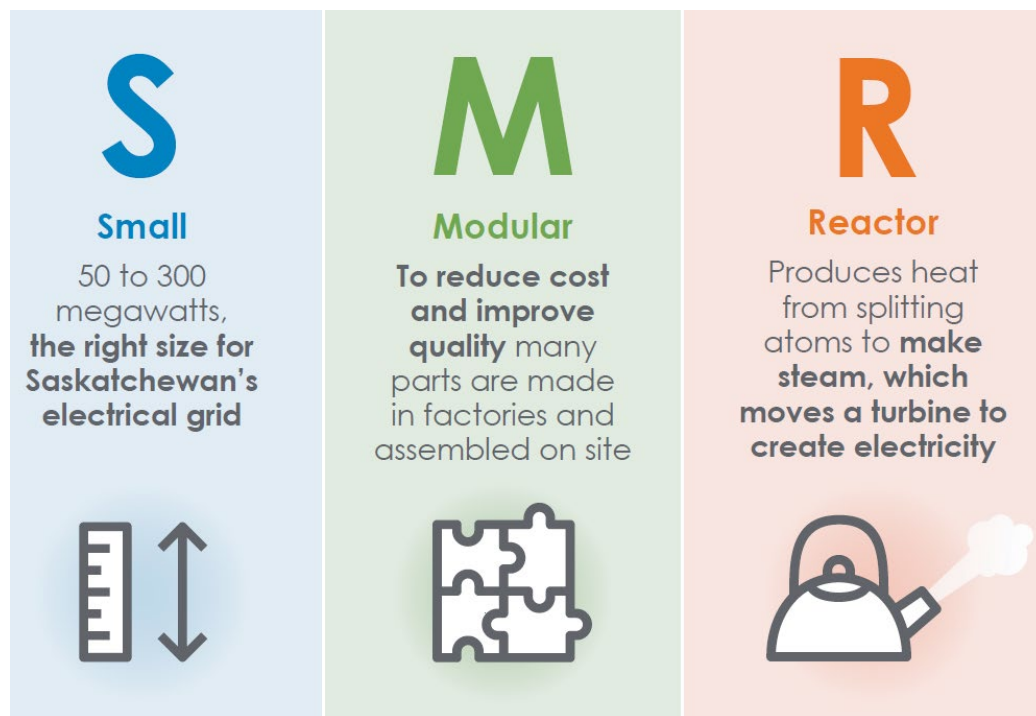 S
Small
50 to 300
megawatts,
the right size for
Saskatchewan's
electrical grid
M
Modular
To reduce cost
and improve
quality many
parts are made
in factories and
assembled on site
R
Reactor
Produces heat
from splitting
atoms to make
steam, which
moves a turbine to
create electricity